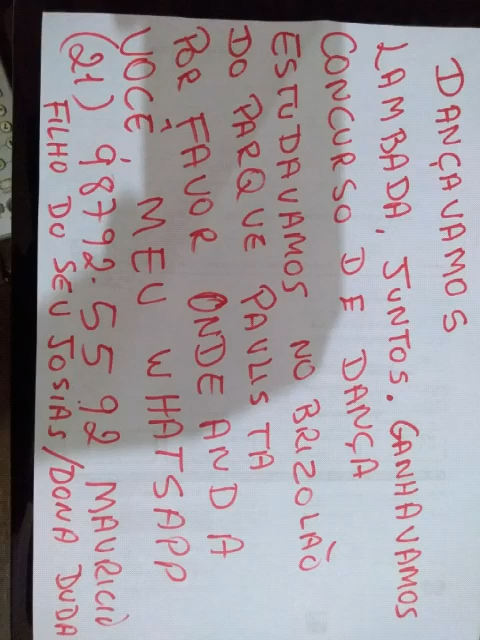 DANÇAVAMOS
LAMBADA. JUNTOS. GANHAVAMOS
CONCURSO DE DANÇA
ESTUDAVAMOS NO BRIZOLÃO
DO PARQUE PAULISTA
POR FAVOR ONDE ANDA
VOCÊ MEU WHATSAPP
(21) 98792.5592 MAURICIO
FILHO DO SEU JOSIAS/DONA DUDA